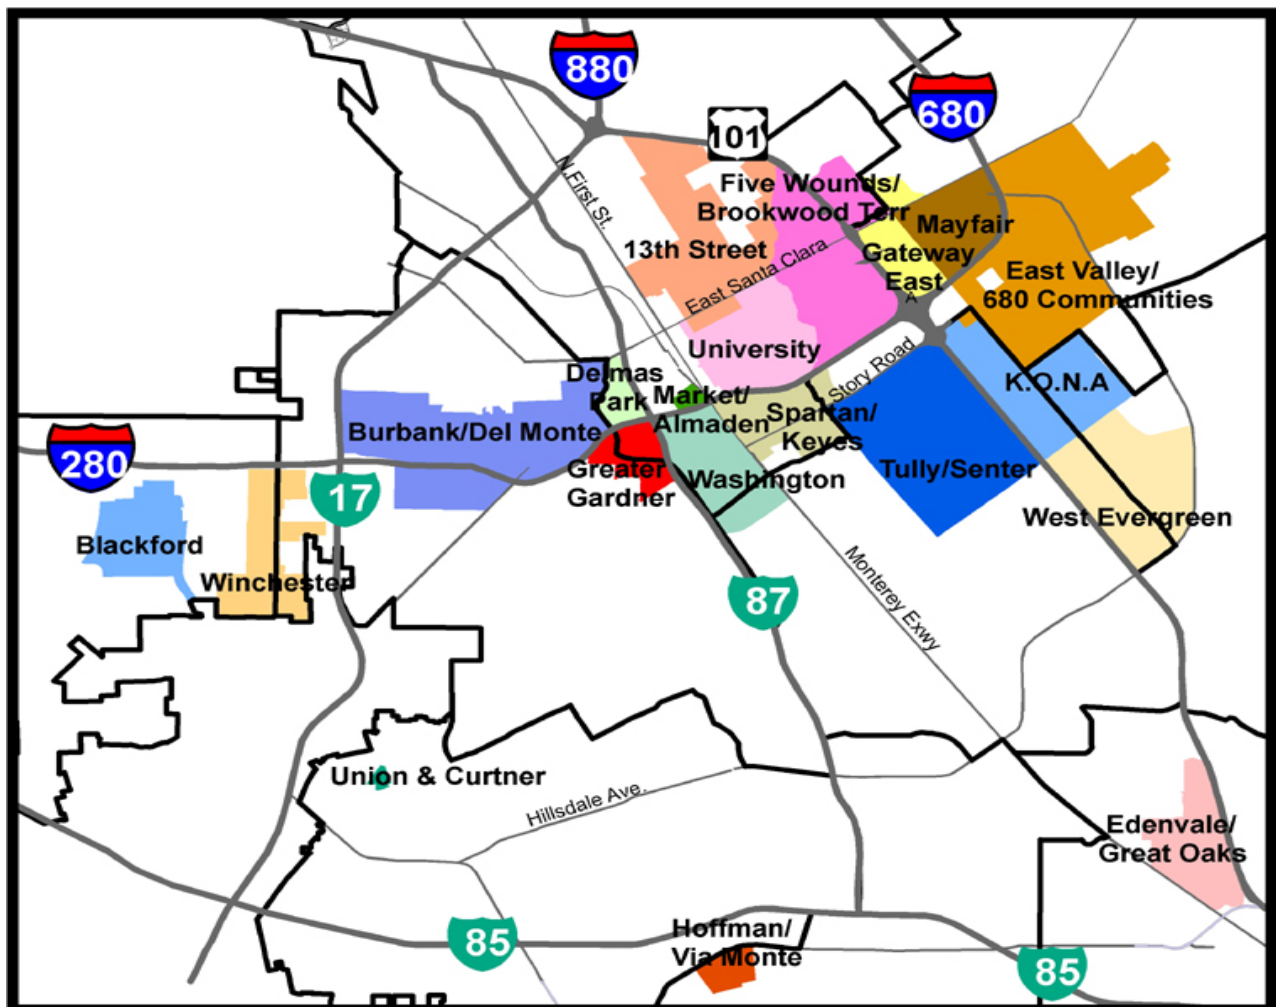 880
680
101
N.First St.
Five Wounds/
Brookwood Terr
13th Street
East Santa Clara
Mayfair
Gateway
East
A
East Valley/
680 Communities
University
Story Road
Delmas
Park
Market/
Almaden
Spartan/
Keyes
K.O.N.A
Burbank/Del Monte
280
17
Greater
Gardner
Washington
Tully/Senter
West Evergreen
Blackford
Winchester
87
Monterey Exwy
Union & Curtner
Hillsdale Ave.
Edenvale/
Great Oaks
85
Hoffman/
Via Monte
85